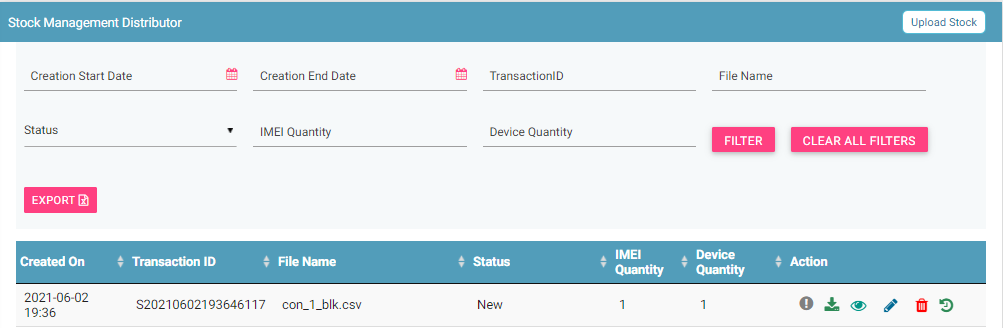 Stock Management Distributor
Upload Stock
Creation Start Date
Creation End Date
TransactionID
File Name
Status
IMEI Quantity
Device Quantity
FILTER
CLEAR ALL FILTERS
EXPORT
Created On
Transaction ID
File Name
Status
IMEI
Quantity
Device
Quantity
Action
2021-06-02
19:36
S20210602193646117
con_1_blk.csv
New
1
1